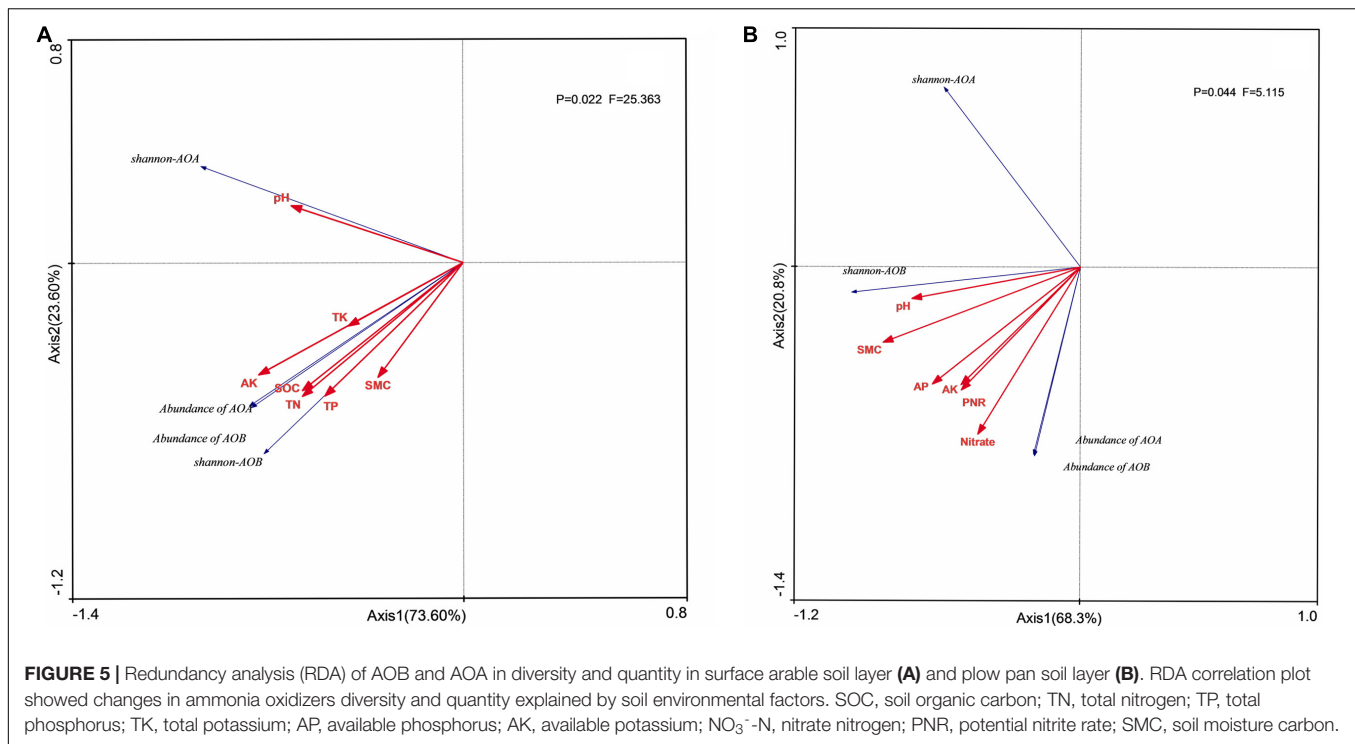 A
0.8
P=0.022 F=25.363
shannon-AOA
pH
TK
AK
SOC
TN
TP
SMC
Abundance of AOA
Abundance of AOB
shannon-AOB
Axis2(23.60%)
-1.2
-1.4
Axis1(73.60%)
0.8
B
1.0
shannon-AOA
P=0.044 F=5.115
shannon-AOB
pH
SMC
AP
AK
PNR
Nitrate
Abundance of AOA
Abundance of AOB
Axis2(20.8%)
-1.4
-1.2
Axis1(68.3%)
1.0
FIGURE 5 | Redundancy analysis (RDA) of AOB and AOA in diversity and quantity in surface arable soil layer (A) and plow pan soil layer (B). RDA correlation plot
showed changes in ammonia oxidizers diversity and quantity explained by soil environmental factors. SOC, soil organic carbon; TN, total nitrogen; TP, total
phosphorus; TK, total potassium; AP, available phosphorus; AK, available potassium; NO₃⁻-N, nitrate nitrogen; PNR, potential nitrite rate; SMC, soil moisture carbon.